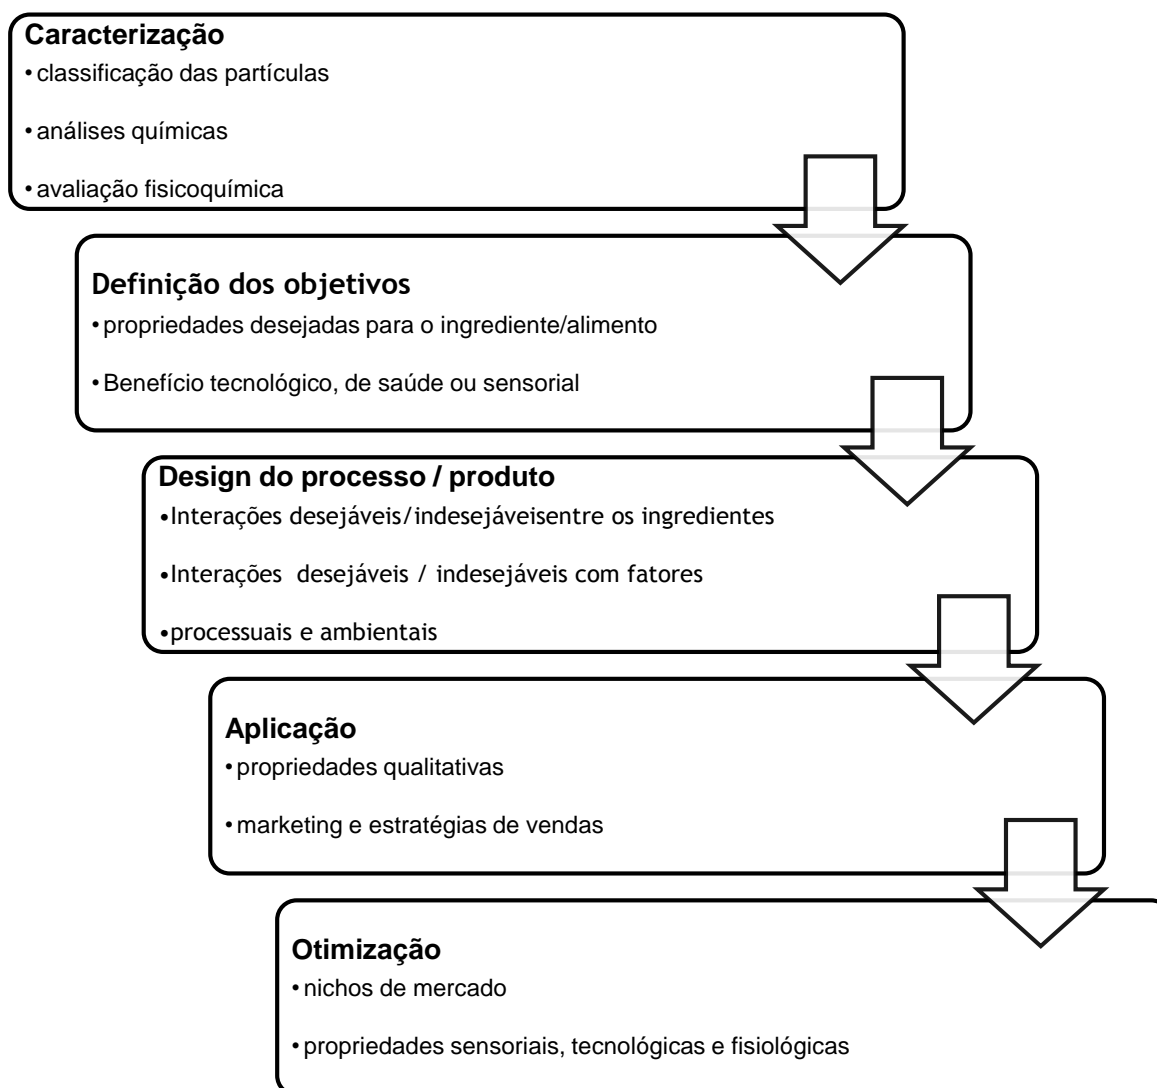 Caracterização
•classificação das partículas
•análises químicas
•avaliação fisicoquímica
Definição dos objetivos
•propriedades desejadas para o ingrediente/alimento
•Benefício tecnológico, de saúde ou sensorial
Design do processo / produto
•Interações desejáveis/indesejáveisentre os ingredientes
•Interações desejáveis / indesejáveis com fatores
•processuais e ambientais
Aplicação
•propriedades qualitativas
•marketing e estratégias de vendas
Otimização
•nichos de mercado
•propriedades sensoriais, tecnológicas e fisiológicas